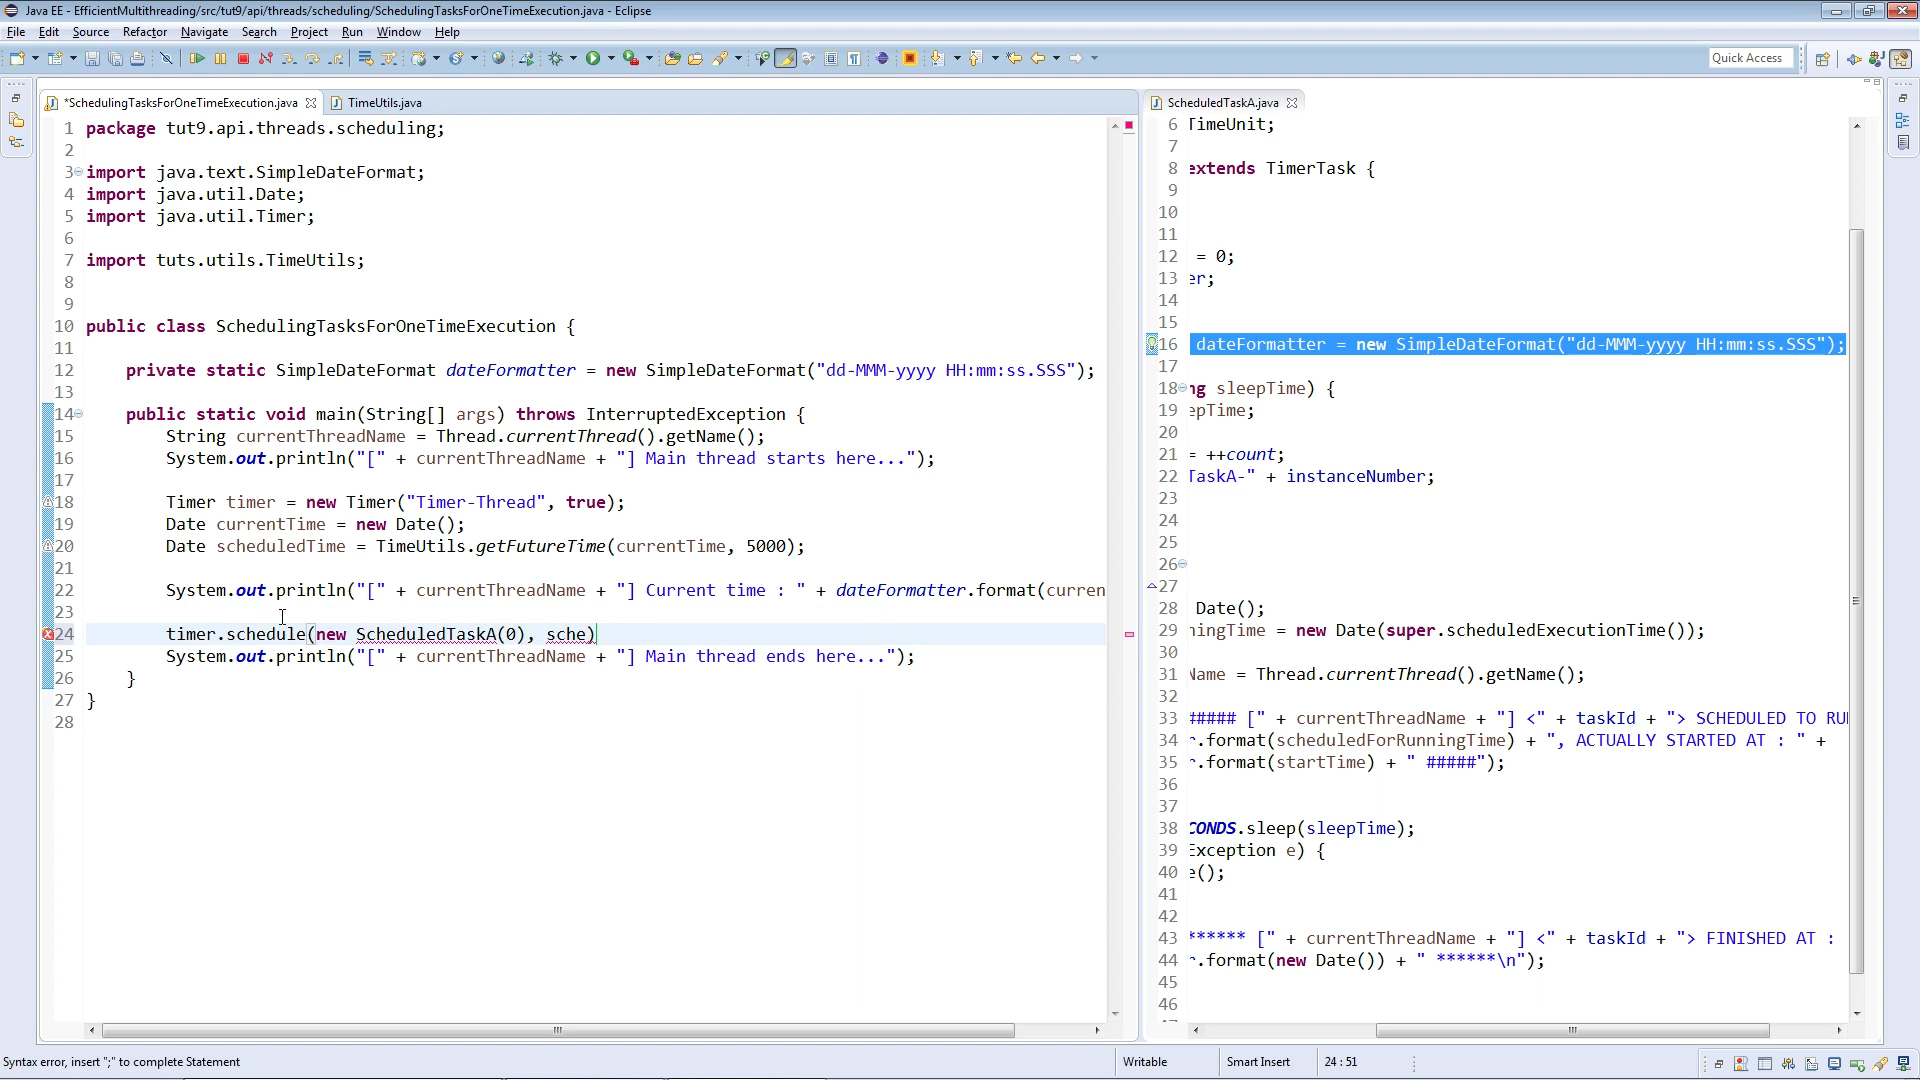 Java EE - EfficientMultithreading/src/tut9/api/threads/scheduling/SchedulingTasksForOneTimeExecution.java - Eclipse
File Edit Source Refactor Navigate Search Project Run Window Help
Quick Access
*SchedulingTasksForOneTimeExecution.java
TimeUtils.java
1 package tut9.api.threads.scheduling;
2
3 import java.text.SimpleDateFormat;
4 import java.util.Date;
5 import java.util.Timer;
6
7 import tuts.utils.TimeUtils;
8
9
10 public class SchedulingTasksForOneTimeExecution {
11
12 private static SimpleDateFormat dateFormatter = new SimpleDateFormat("dd-MMM-yyyy HH:mm:ss.SSS");
13
14 public static void main(String[] args) throws InterruptedException {
15 String currentThreadName = Thread.currentThread().getName();
16 System.out.println("[" + currentThreadName + "] Main thread starts here...");
17
18 Timer timer = new Timer("Timer-Thread", true);
19 Date currentTime = new Date();
20 Date scheduledTime = TimeUtils.getFutureTime(currentTime, 5000);
21
22 System.out.println("[" + currentThreadName + "] Current time : " + dateFormatter.format(curren
23
24 timer.schedule(new ScheduledTaskA(0), sche)
25 System.out.println("[" + currentThreadName + "] Main thread ends here...");
26 }
27 }
28
ScheduledTaskA.java
6 TimeUnit;
7
8 extends TimerTask {
9
10
11
12 = 0;
13 er;
14
15
16 dateFormatter = new SimpleDateFormat("dd-MMM-yyyy HH:mm:ss.SSS");
17
18 ng sleepTime) {
19 epTime;
20
21 = ++count;
22 TaskA-" + instanceNumber;
23
24
25
26
27
28 Date();
29 ningTime = new Date(super.scheduledExecutionTime());
30
31 Name = Thread.currentThread().getName();
32
33 ##### [" + currentThreadName + "] <" + taskId + "> SCHEDULED TO RU
34 r.format(scheduledForRunningTime) + ", ACTUALLY STARTED AT : " +
35 r.format(startTime) + " #####");
36
37
38 CONDS.sleep(sleepTime);
39 Exception e) {
40 e();
41
42
43 ****** [" + currentThreadName + "] <" + taskId + "> FINISHED AT :
44 r.format(new Date()) + " ******\n");
45
46
Syntax error, insert ";" to complete Statement
Writable
Smart Insert
24 : 51